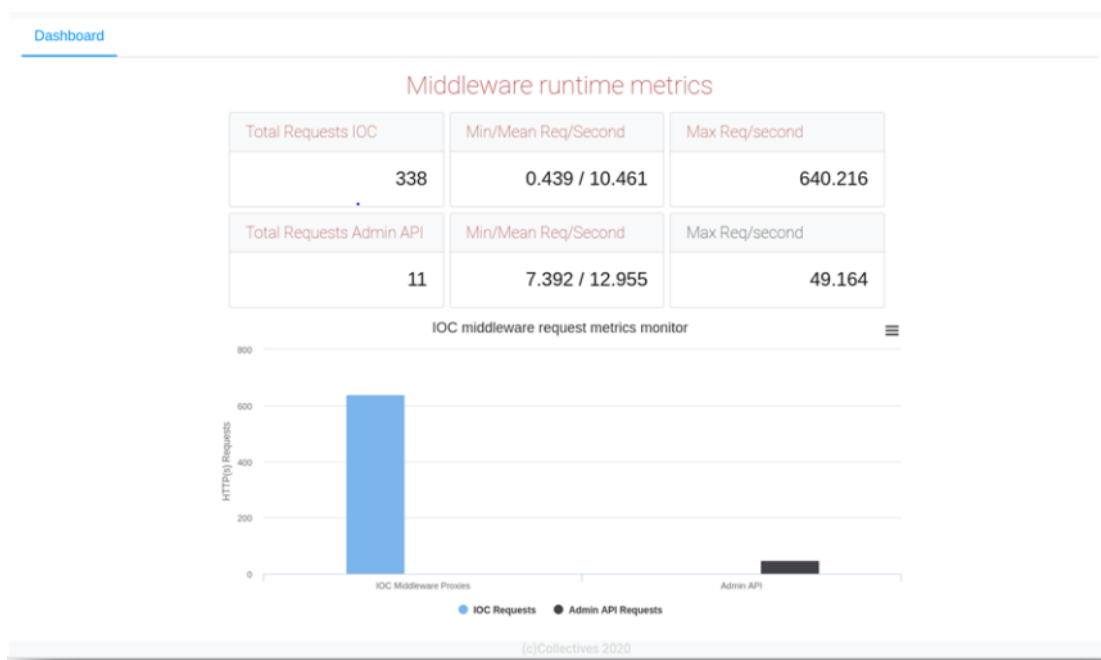 Dashboard
Middleware runtime metrics
Total Requests IOC
Min/Mean Req/Second
Max Req/second
338
0.439 / 10.461
640.216
Total Requests Admin API
Min/Mean Req/Second
Max Req/second
11
7.392 / 12.955
49.164
IOC middleware request metrics monitor
800
600
400
200
0
HTTP(s) Requests
IOC Middleware Proxies
Admin API
IOC Requests
Admin API Requests
(c)Collectives 2020